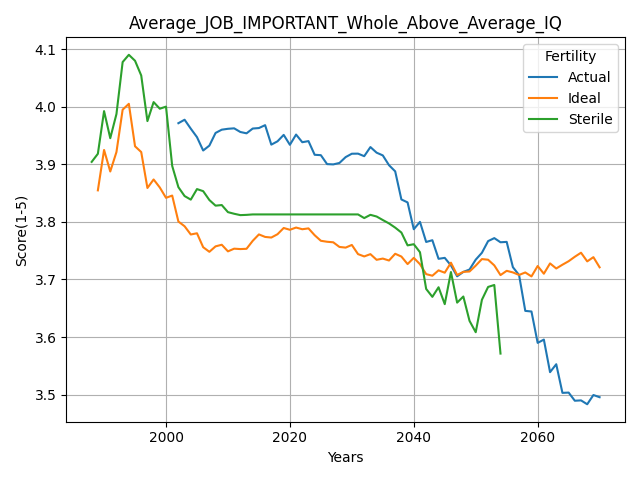 Average_JOB_IMPORTANT_Whole_Above_Average_IQ
Fertility
Actual
Ideal
Sterile
Score(1-5)
4.1
4.0
3.9
3.8
3.7
3.6
3.5
2000
2020
2040
2060
Years